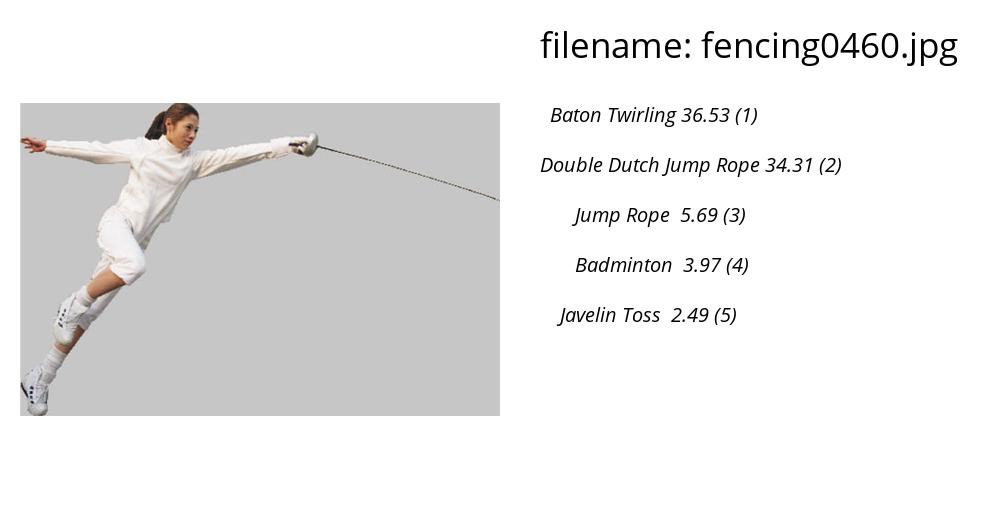 filename: fencing0460.jpg
Baton Twirling 36.53 (1)
Double Dutch Jump Rope 34.31 (2)
Jump Rope  5.69 (3)
Badminton  3.97 (4)
Javelin Toss  2.49 (5)